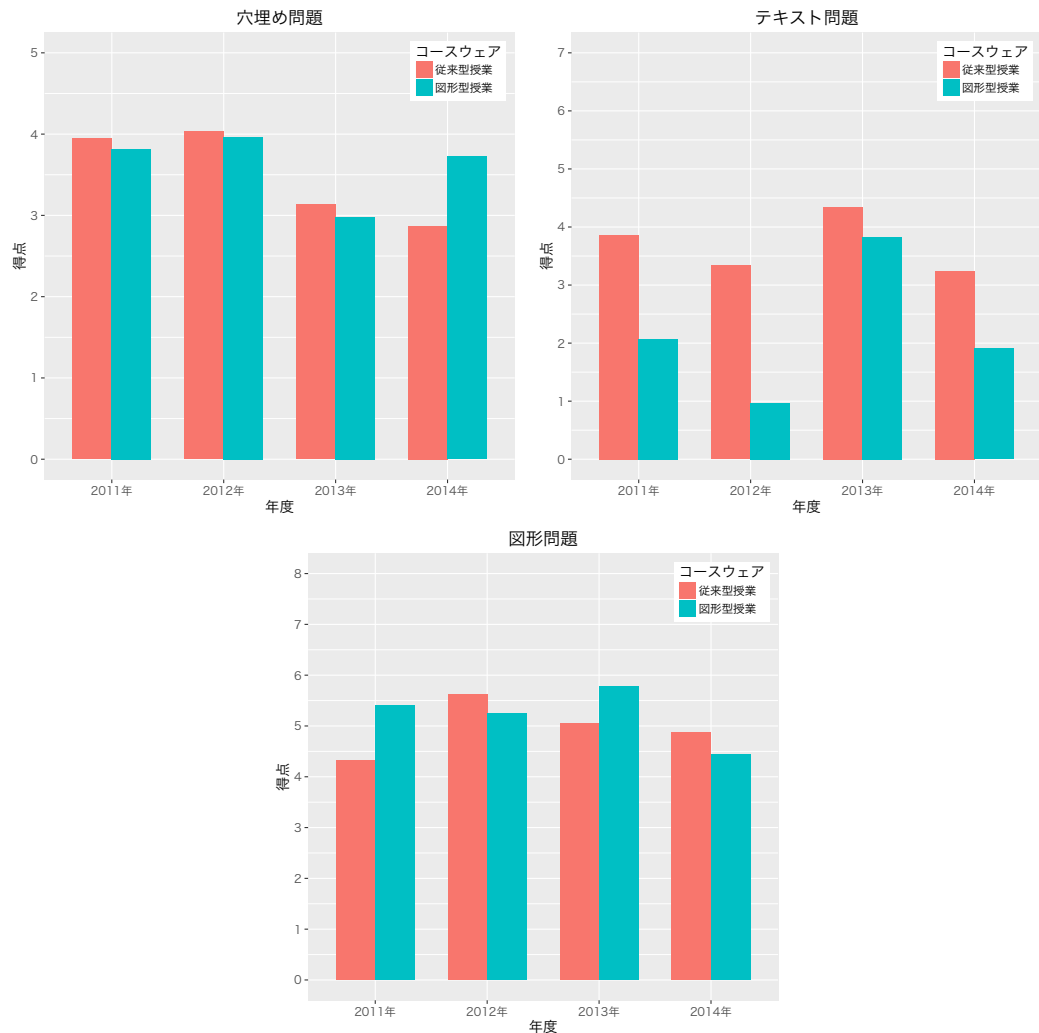 穴埋め問題
コースウェア
従来型授業
図形型授業
得点
5
4
3
2
1
0
2011年 2012年 2013年 2014年
年度
テキスト問題
コースウェア
従来型授業
図形型授業
得点
7
6
5
4
3
2
1
0
2011年 2012年 2013年 2014年
年度
図形問題
コースウェア
従来型授業
図形型授業
得点
8
7
6
5
4
3
2
1
0
2011年 2012年 2013年 2014年
年度